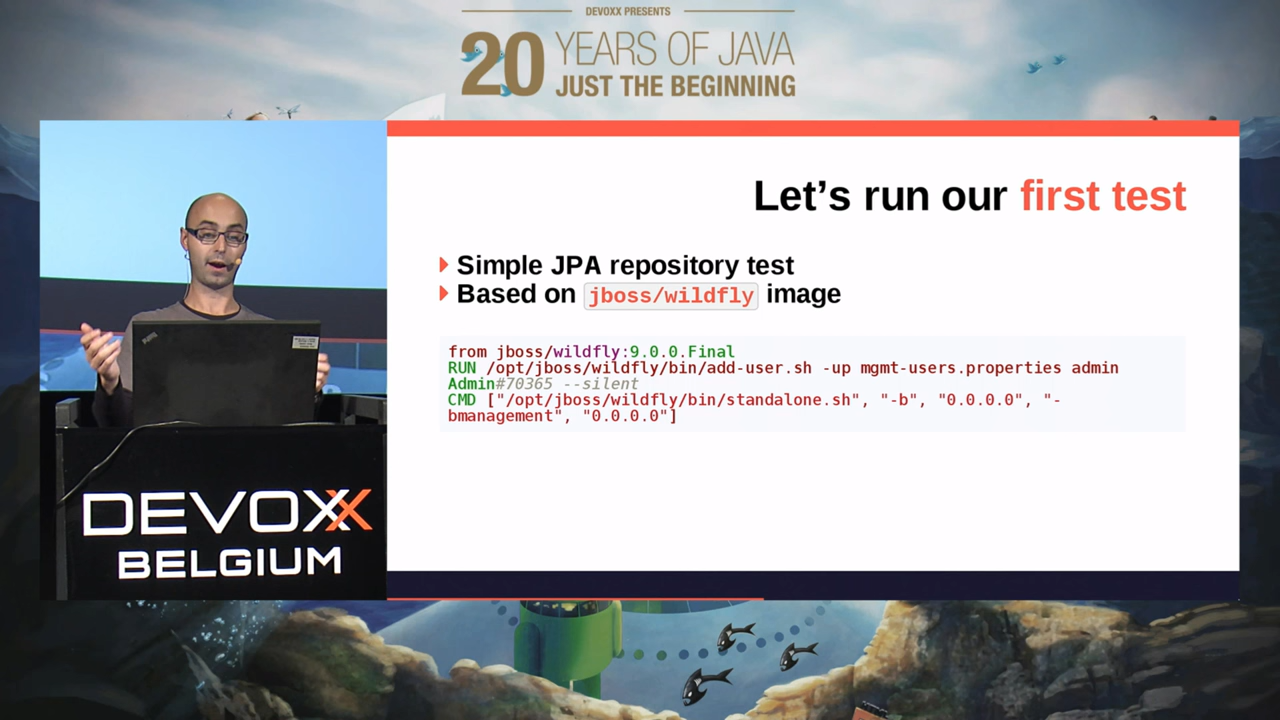 DEVOXX PRESENTS
20 YEARS OF JAVA
JUST THE BEGINNING
Let's run our first test
Simple JPA repository test
Based on jboss/wildfly image
from jboss/wildfly:9.0.0.Final
RUN /opt/jboss/wildfly/bin/add-user.sh -up mgmt-users.properties admin
Admin#70365 --silent
CMD ["/opt/jboss/wildfly/bin/standalone.sh", "-b", "0.0.0.0", "-
bmanagement", "0.0.0.0"]
DEVOXX
BELGIUM